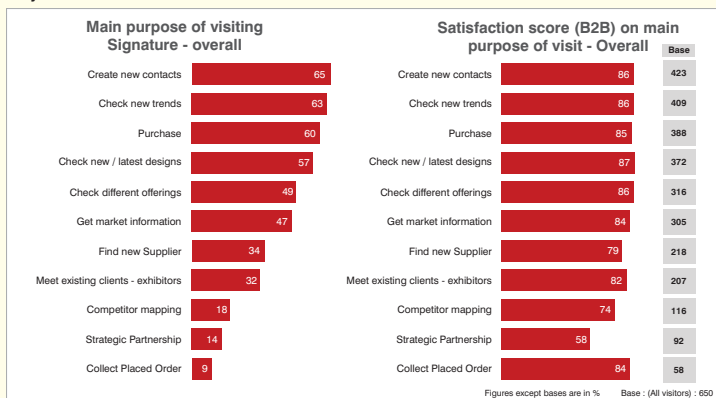 Main purpose of visiting
Signature - overall
Create new contacts 65
Check new trends 63
Purchase 60
Check new / latest designs 57
Check different offerings 49
Get market information 47
Find new Supplier 34
Meet existing clients - exhibitors 32
Competitor mapping 18
Strategic Partnership 14
Collect Placed Order 9
Satisfaction score (B2B) on main
purpose of visit - Overall
Base
Create new contacts 86 423
Check new trends 86 409
Purchase 85 388
Check new / latest designs 87 372
Check different offerings 86 316
Get market information 84 305
Find new Supplier 79 218
Meet existing clients - exhibitors 82 207
Competitor mapping 74 116
Strategic Partnership 58 92
Collect Placed Order 84 58
Figures except bases are in % Base : (All visitors) : 650